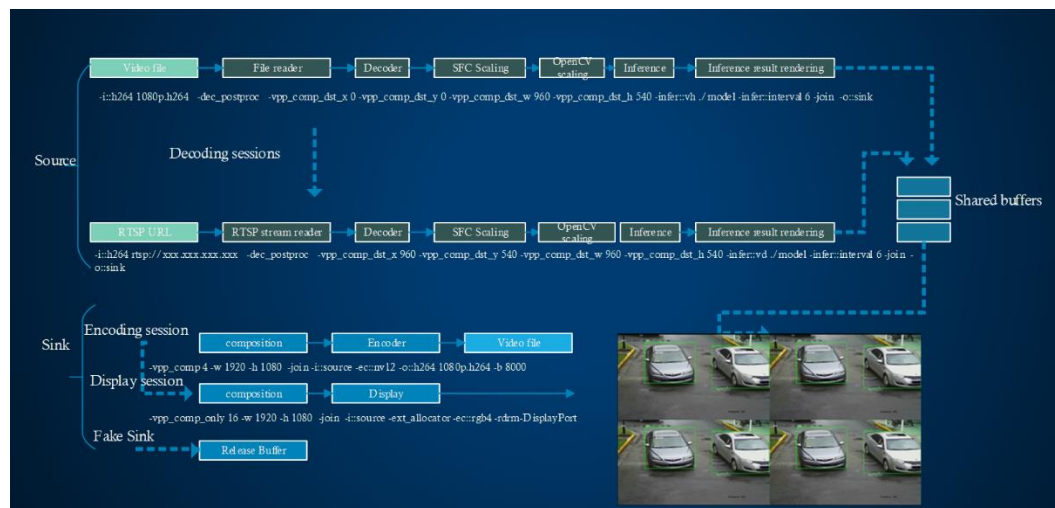 Video file
File reader
Decoder
SFC Scaling
OpenCV
scaling
Inference
Inference result rendering
-i::h264 1080p.h264 -dec_postproc -vpp_comp_dst_x 0 -vpp_comp_dst_y 0 -vpp_comp_dst_w 960 -vpp_comp_dst_h 540 -infer::vh ./model -infer::interval 6 -join -o::sink
Decoding sessions
Source
Shared buffers
RTSP URL
RTSP stream reader
Decoder
SFC Scaling
OpenCV
scaling
Inference
Inference result rendering
-i::h264 rtsp://xxx.xxx.xxx.xxx -dec_postproc -vpp_comp_dst_x 960 -vpp_comp_dst_y 540 -vpp_comp_dst_w 960 -vpp_comp_dst_h 540 -infer::vd ./model -infer::interval 6 -join -
o::sink
Sink
Encoding session
composition
Encoder
Video file
-vpp_comp 4 -w 1920 -h 1080 -join -i::source -ec::nv12 -o::h264 1080p.h264 -b 8000
Display session
composition
Display
-vpp_comp_only 16 -w 1920 -h 1080 -join -i::source -ext_allocator -ec::rgb4 -rdrm-DisplayPort
Fake Sink
Release Buffer